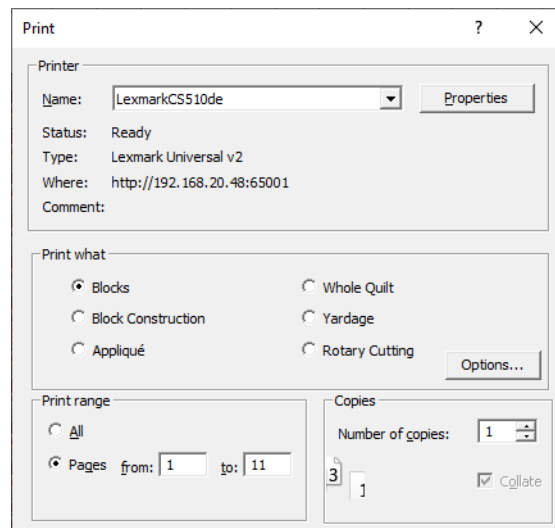 Print ? ×
Printer
Name: LexmarkCS510de Properties
Status: Ready
Type: Lexmark Universal v2
Where: http://192.168.20.48:65001
Comment:
Print what
Blocks Whole Quilt
Block Construction Yardage
Appliqué Rotary Cutting
Options...
Print range Copies
All Number of copies: 1
Pages from: 1 to: 11
3 1 Collate